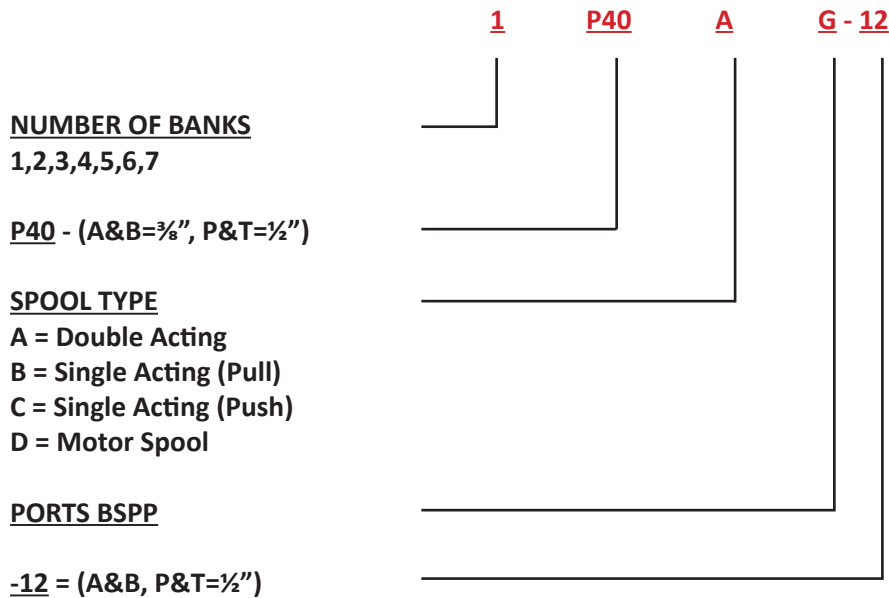 1 P40 A G - 12
NUMBER OF BANKS
1,2,3,4,5,6,7
P40 - (A&B=⅜”, P&T=½”)
SPOOL TYPE
A = Double Acting
B = Single Acting (Pull)
C = Single Acting (Push)
D = Motor Spool
PORTS BSPP
-12 = (A&B, P&T=½”)